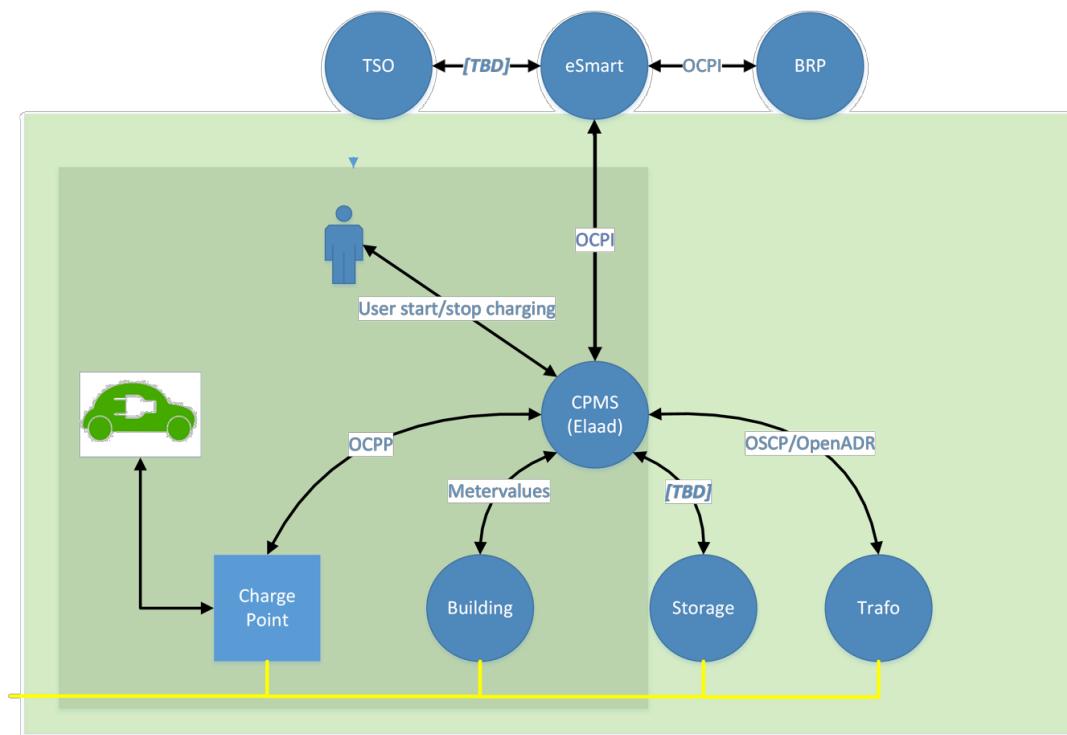 TSO
[TBD]
eSmart
OCPI
BRP
OCPI
User start/stop charging
CPMS
(Elaad)
OCPP
OSCP/OpenADR
Metervalues
[TBD]
Charge
Point
Building
Storage
Trafo